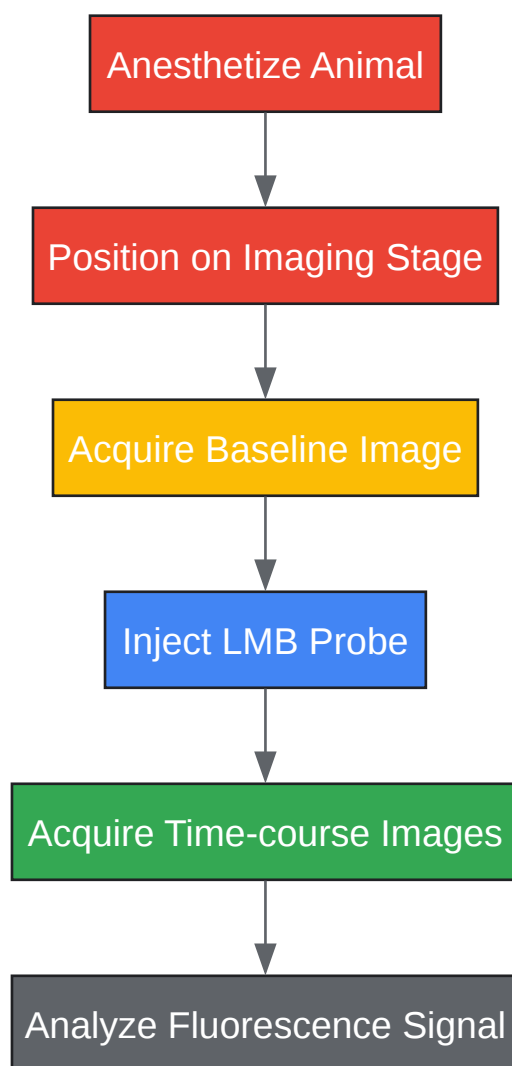 Anesthetize Animal
Position on Imaging Stage
Acquire Baseline Image
Inject LMB Probe
Acquire Time-course Images
Analyze Fluorescence Signal